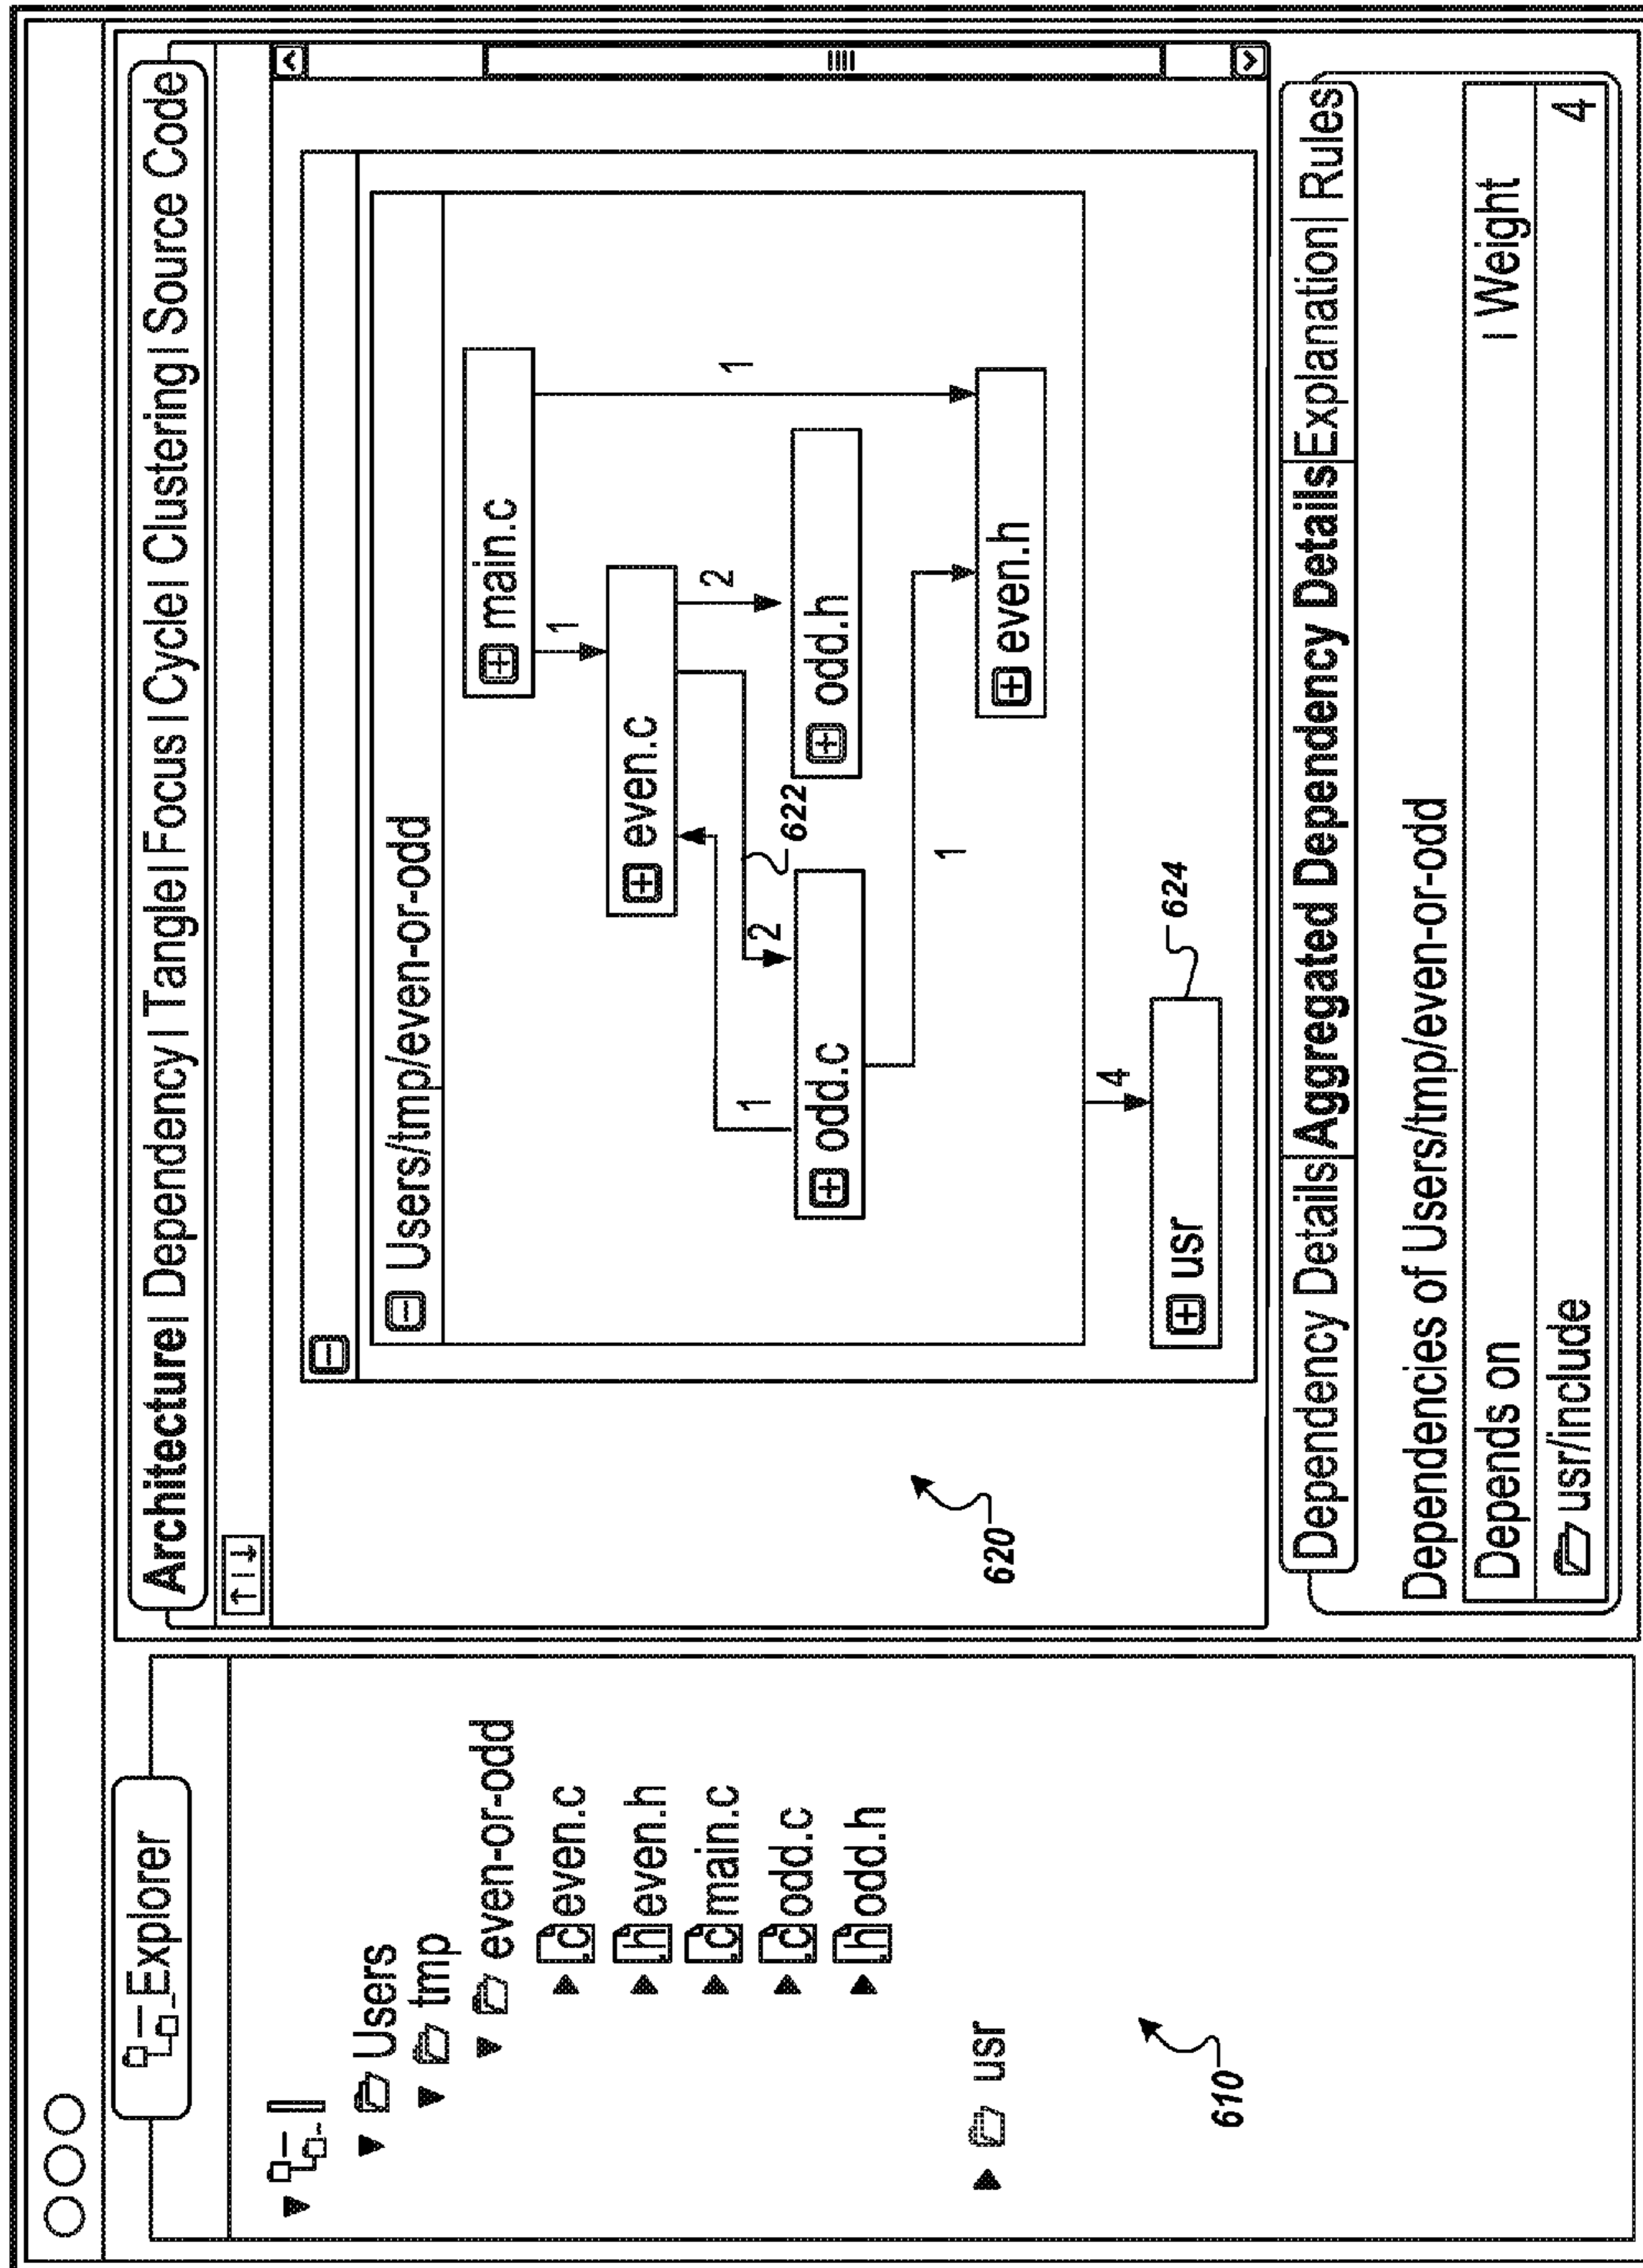 Explorer
Users
tmp
even-or-odd
.c even.c
.h even.h
.c main.c
.c odd.c
.h odd.h
usr
610
Architecture | Dependency | Tangle | Focus | Cycle | Clustering | Source Code
Users/tmp/even-or-odd
main.c
1
1
even.c
2
622
2
1
odd.c
odd.h
1
even.h
4
usr
624
620
Dependency Details | Aggregated Dependency Details | Explanation | Rules
Dependencies of Users/tmp/even-or-odd
Depends on | Weight
usr/include 4